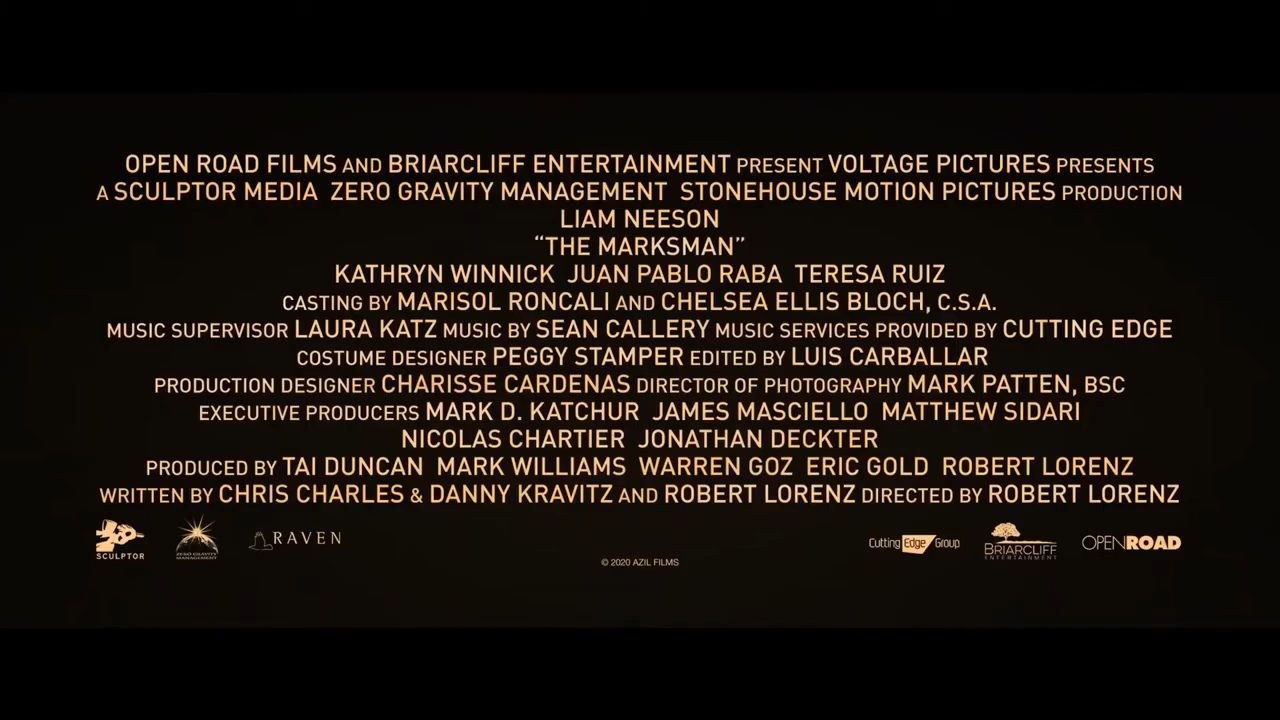 OPEN ROAD FILMS AND BRIARCLIFF ENTERTAINMENT PRESENT VOLTAGE PICTURES PRESENTS
A SCULPTOR MEDIA ZERO GRAVITY MANAGEMENT STONEHOUSE MOTION PICTURES PRODUCTION
LIAM NEESON
“THE MARKSMAN”
KATHRYN WINNICK JUAN PABLO RABA TERESA RUIZ
CASTING BY MARISOL RONCALI AND CHELSEA ELLIS BLOCH, C.S.A.
MUSIC SUPERVISOR LAURA KATZ MUSIC BY SEAN CALLERY MUSIC SERVICES PROVIDED BY CUTTING EDGE
COSTUME DESIGNER PEGGY STAMPER EDITED BY LUIS CARBALLAR
PRODUCTION DESIGNER CHARISSE CARDENAS DIRECTOR OF PHOTOGRAPHY MARK PATTEN, BSC
EXECUTIVE PRODUCERS MARK D. KATCHUR JAMES MASCIELLO MATTHEW SIDARI
NICOLAS CHARTIER JONATHAN DECKTER
PRODUCED BY TAI DUNCAN MARK WILLIAMS WARREN GOZ ERIC GOLD ROBERT LORENZ
WRITTEN BY CHRIS CHARLES & DANNY KRAVITZ AND ROBERT LORENZ DIRECTED BY ROBERT LORENZ
SCULPTOR
ZERO GRAVITY
MANAGEMENT
RAVEN
© 2020 AZIL FILMS
Cutting Edge Group
BRIARCLIFF
ENTERTAINMENT
OPENROAD